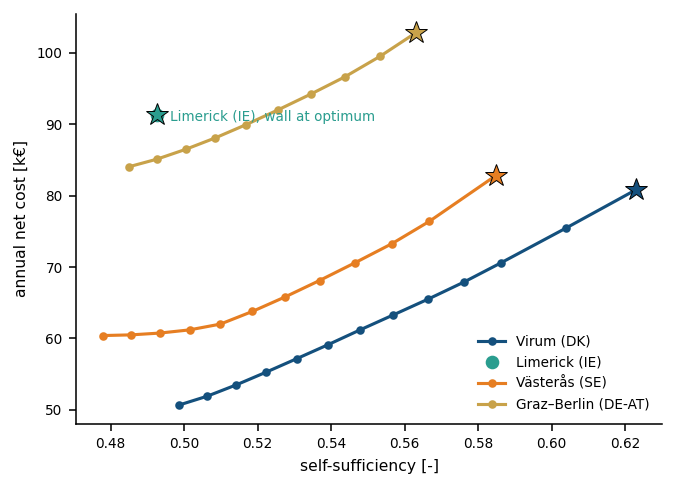 annual net cost [k€]
100
90
80
70
60
50
Limerick (IE), wall at optimum
Virum (DK)
Limerick (IE)
Västerås (SE)
Graz–Berlin (DE-AT)
0.48 0.50 0.52 0.54 0.56 0.58 0.60 0.62
self-sufficiency [-]